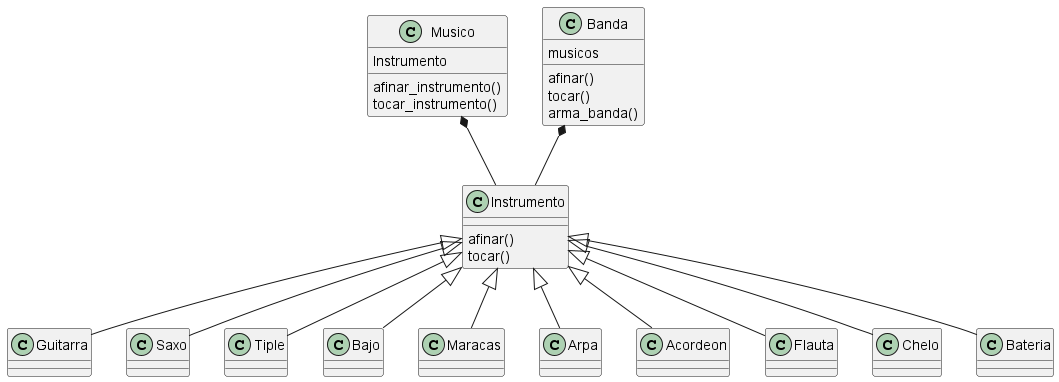 C Musico
Instrumento
afinar_instrumento()
tocar_instrumento()
C Banda
musicos
afinar()
tocar()
arma_banda()
C Instrumento
afinar()
tocar()
C Guitarra
C Saxo
C Tiple
C Bajo
C Maracas
C Arpa
C Acordeon
C Flauta
C Chelo
C Bateria